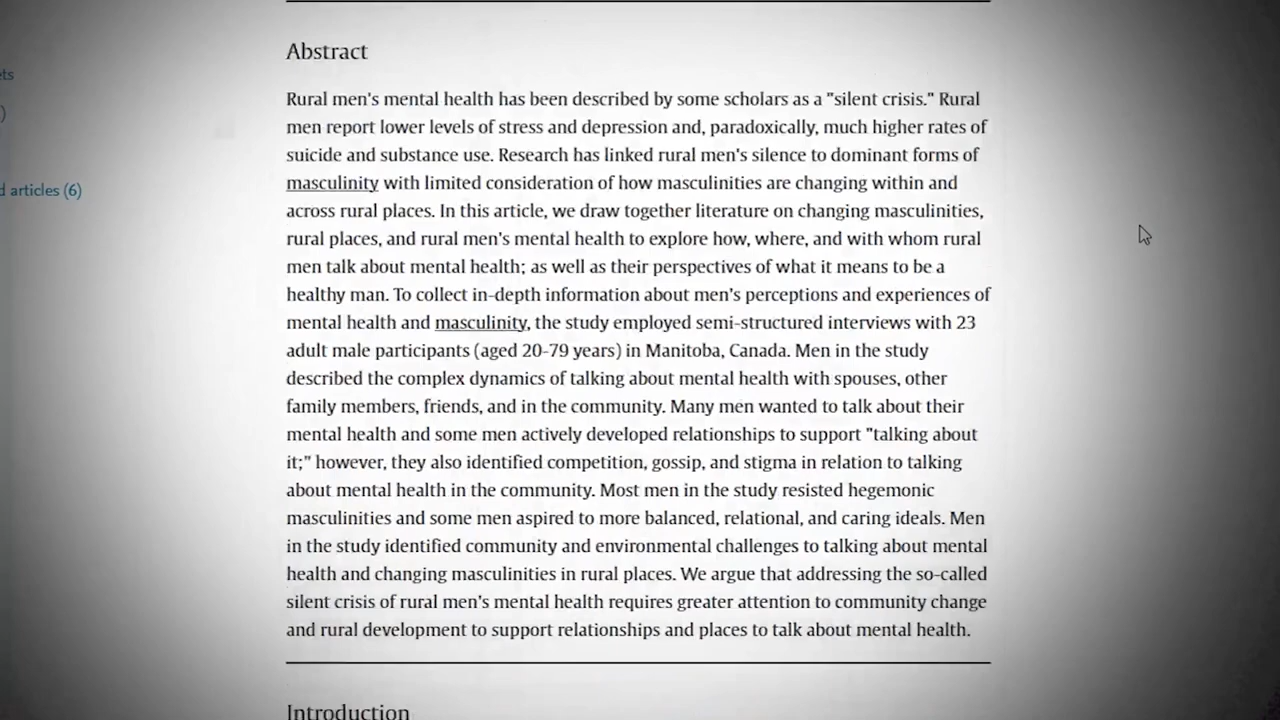 ets
)
d articles (6)
Abstract
Rural men's mental health has been described by some scholars as a "silent crisis." Rural
men report lower levels of stress and depression and, paradoxically, much higher rates of
suicide and substance use. Research has linked rural men's silence to dominant forms of
masculinity with limited consideration of how masculinities are changing within and
across rural places. In this article, we draw together literature on changing masculinities,
rural places, and rural men's mental health to explore how, where, and with whom rural
men talk about mental health; as well as their perspectives of what it means to be a
healthy man. To collect in-depth information about men's perceptions and experiences of
mental health and masculinity, the study employed semi-structured interviews with 23
adult male participants (aged 20-79 years) in Manitoba, Canada. Men in the study
described the complex dynamics of talking about mental health with spouses, other
family members, friends, and in the community. Many men wanted to talk about their
mental health and some men actively developed relationships to support "talking about
it;" however, they also identified competition, gossip, and stigma in relation to talking
about mental health in the community. Most men in the study resisted hegemonic
masculinities and some men aspired to more balanced, relational, and caring ideals. Men
in the study identified community and environmental challenges to talking about mental
health and changing masculinities in rural places. We argue that addressing the so-called
silent crisis of rural men's mental health requires greater attention to community change
and rural development to support relationships and places to talk about mental health.
Introduction